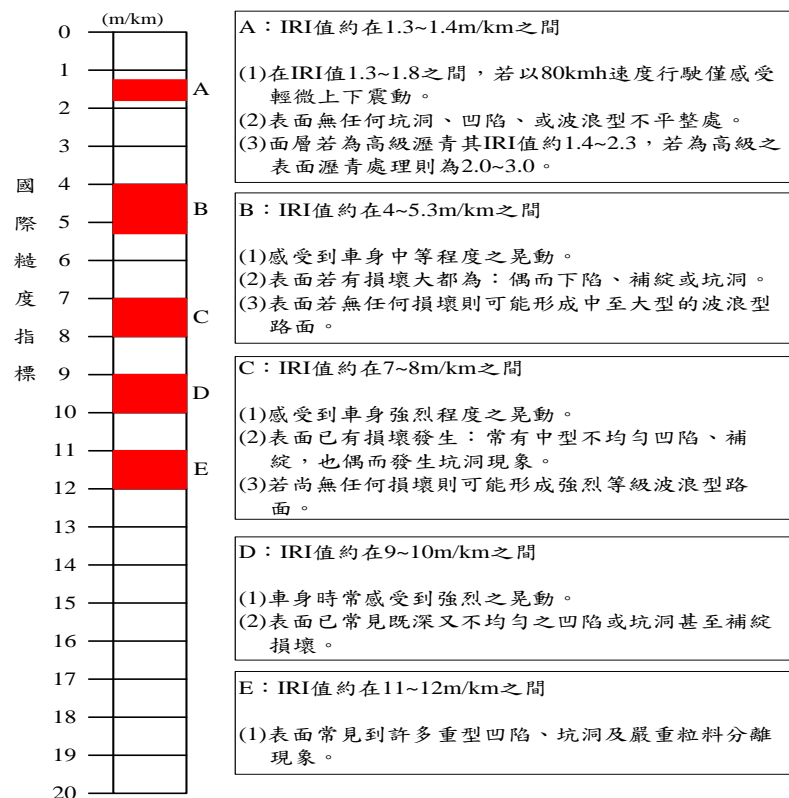 (m/km)
0
1
2
3
4
5
6
7
8
9
10
11
12
13
14
15
16
17
18
19
20
國
際
糙
度
指
標
A
B
C
D
E
A：IRI值約在1.3~1.4m/km之間
(1)在IRI值1.3~1.8之間，若以80kmh速度行駛僅感受
輕微上下震動。
(2)表面無任何坑洞、凹陷、或波浪型不平整處。
(3)面層若為高級瀝青其IRI值約1.4~2.3，若為高級之
表面瀝青處理則為2.0~3.0。
B：IRI值約在4~5.3m/km之間
(1)感受到車身中等程度之晃動。
(2)表面若有損壞大都為：偶而下陷、補綻或坑洞。
(3)表面若無任何損壞則可能形成中至大型的波浪型
路面。
C：IRI值約在7~8m/km之間
(1)感受到車身強烈程度之晃動。
(2)表面已有損壞發生：常有中型不均勻凹陷、補
綻，也偶而發生坑洞現象。
(3)若尚無任何損壞則可能形成強烈等級波浪型路
面。
D：IRI值約在9~10m/km之間
(1)車身時常感受到強烈之晃動。
(2)表面已常見既深又不均勻之凹陷或坑洞甚至補綻
損壞。
E：IRI值約在11~12m/km之間
(1)表面常見到許多重型凹陷、坑洞及嚴重粒料分離
現象。